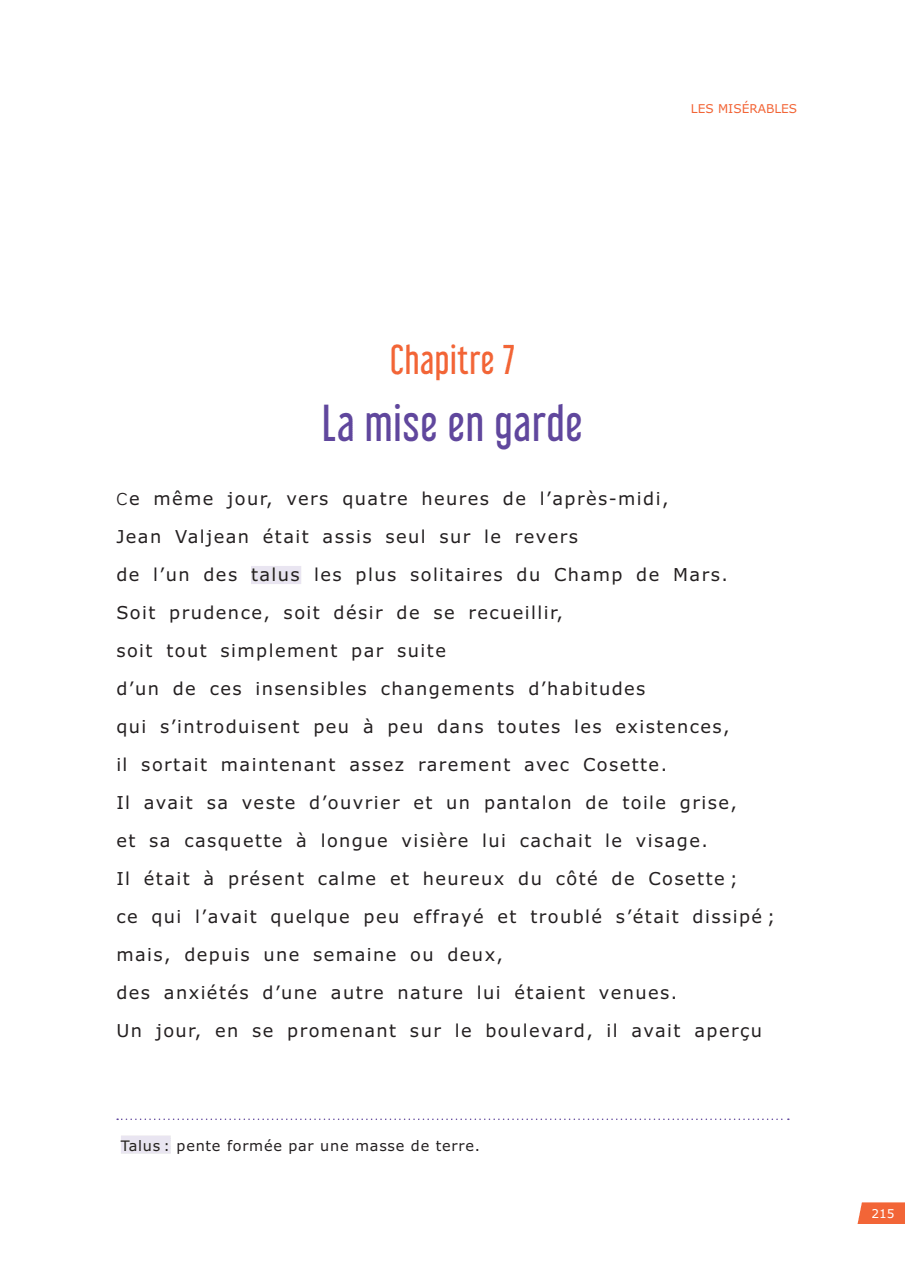 LES MISÉRABLES
Chapitre 7
La mise en garde
Ce même jour, vers quatre heures de l’après-midi,
Jean Valjean était assis seul sur le revers
de l’un des talus les plus solitaires du Champ de Mars.
Soit prudence, soit désir de se recueillir,
soit tout simplement par suite
d’un de ces insensibles changements d’habitudes
qui s’introduisent peu à peu dans toutes les existences,
il sortait maintenant assez rarement avec Cosette.
Il avait sa veste d’ouvrier et un pantalon de toile grise,
et sa casquette à longue visière lui cachait le visage.
Il était à présent calme et heureux du côté de Cosette ;
ce qui l’avait quelque peu effrayé et troublé s’était dissipé ;
mais, depuis une semaine ou deux,
des anxiétés d’une autre nature lui étaient venues.
Un jour, en se promenant sur le boulevard, il avait aperçu
Talus : pente formée par une masse de terre.
215